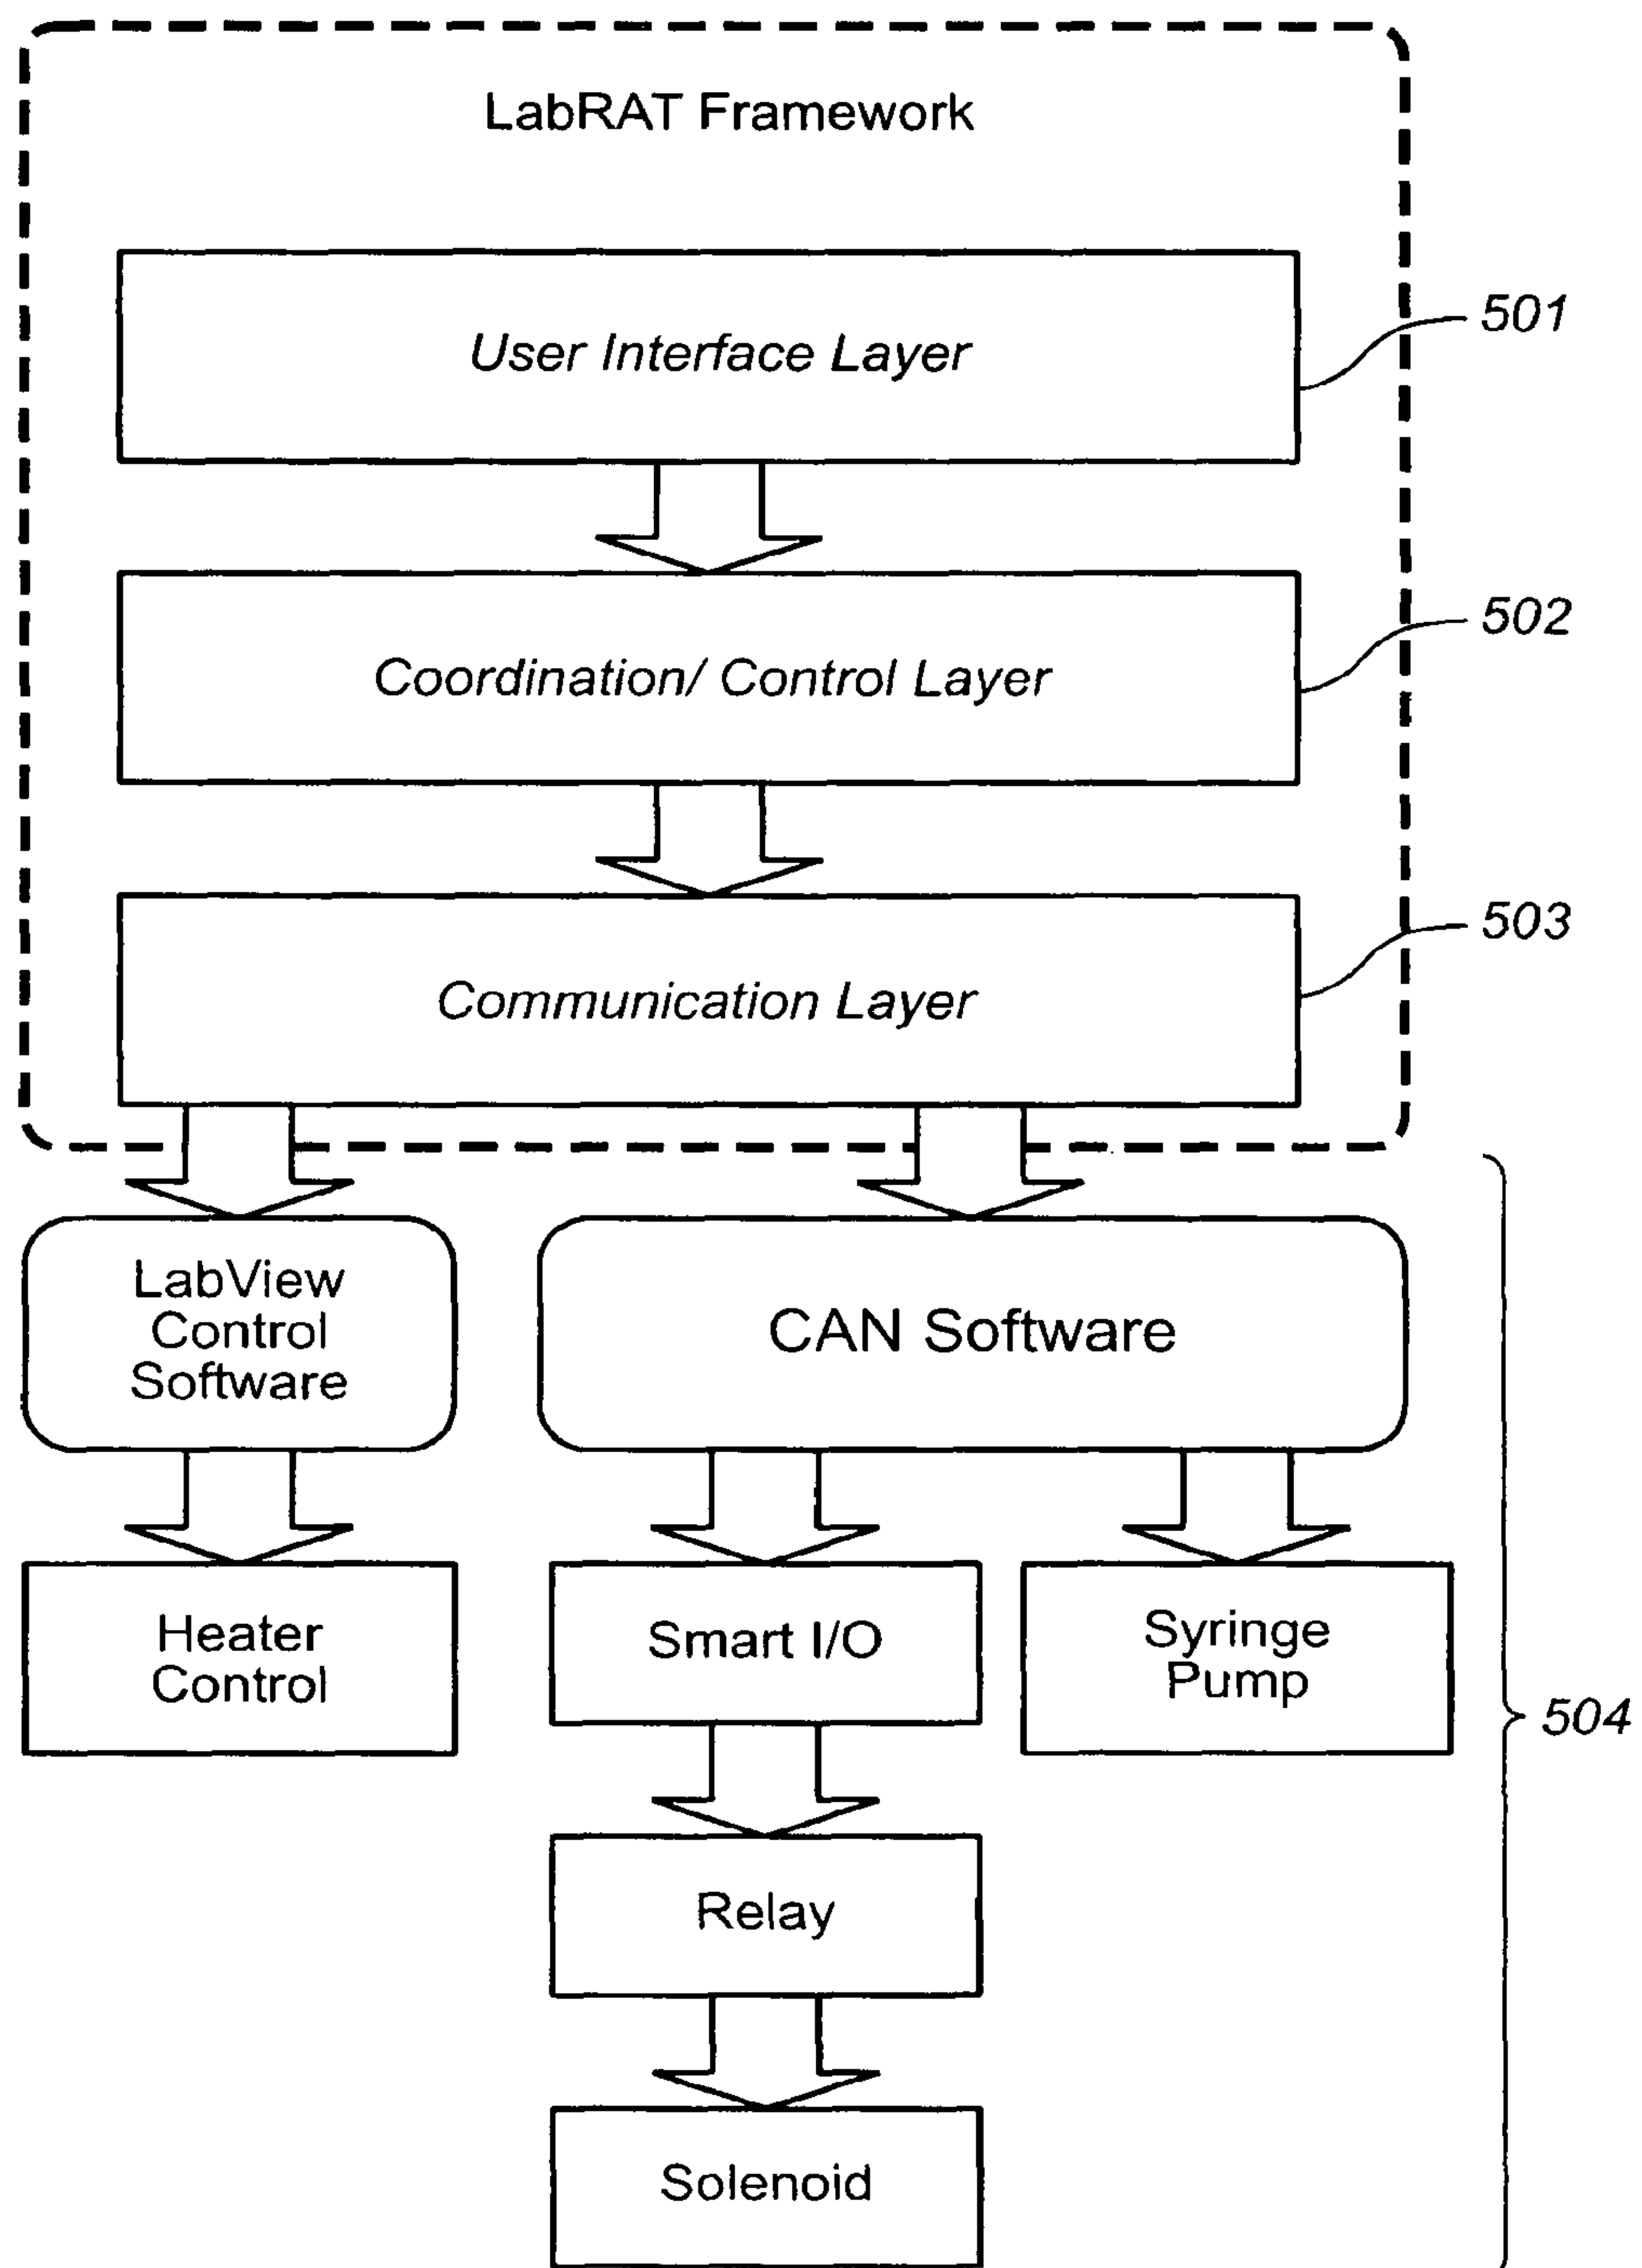 LabRAT Framework
User Interface Layer
501
Coordination/ Control Layer
502
Communication Layer
503
LabView
Control
Software
CAN Software
Heater
Control
Smart I/O
Syringe
Pump
504
Relay
Solenoid